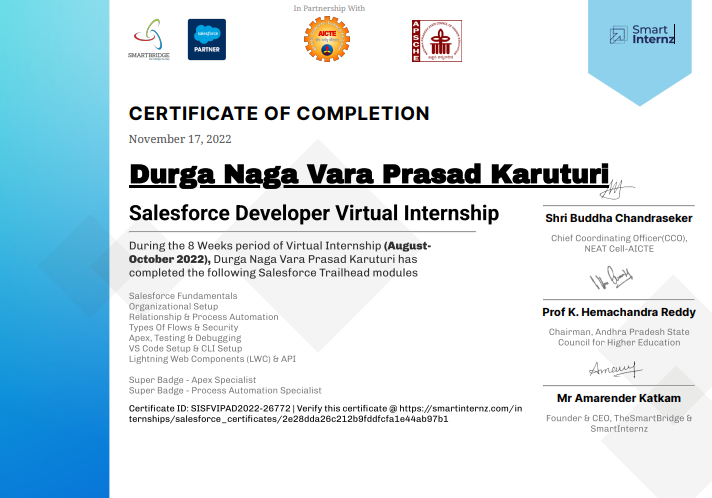 In Partnership With
SMARTBRIDGE
salesforce
PARTNER
AICTE
APSCHE
Smart
Internz
CERTIFICATE OF COMPLETION
November 17, 2022
Durga Naga Vara Prasad Karuturi
Salesforce Developer Virtual Internship
During the 8 Weeks period of Virtual Internship (August-
October 2022), Durga Naga Vara Prasad Karuturi has
completed the following Salesforce Trailhead modules
Salesforce Fundamentals
Organizational Setup
Relationship & Process Automation
Types Of Flows & Security
Apex, Testing & Debugging
VS Code Setup & CLI Setup
Lightning Web Components (LWC) & API
Super Badge - Apex Specialist
Super Badge - Process Automation Specialist
Certificate ID: SISFVIPAD2022-26772 | Verify this certificate @ https://smartinternz.com/in
ternships/salesforce_certificates/2e28dda26c212b9fddfcfa1e44ab97b1
Shri Buddha Chandraseker
Chief Coordinating Officer(CCO),
NEAT Cell-AICTE
Prof K. Hemachandra Reddy
Chairman, Andhra Pradesh State
Council for Higher Education
Mr Amarender Katkam
Founder & CEO, TheSmartBridge &
SmartInternz